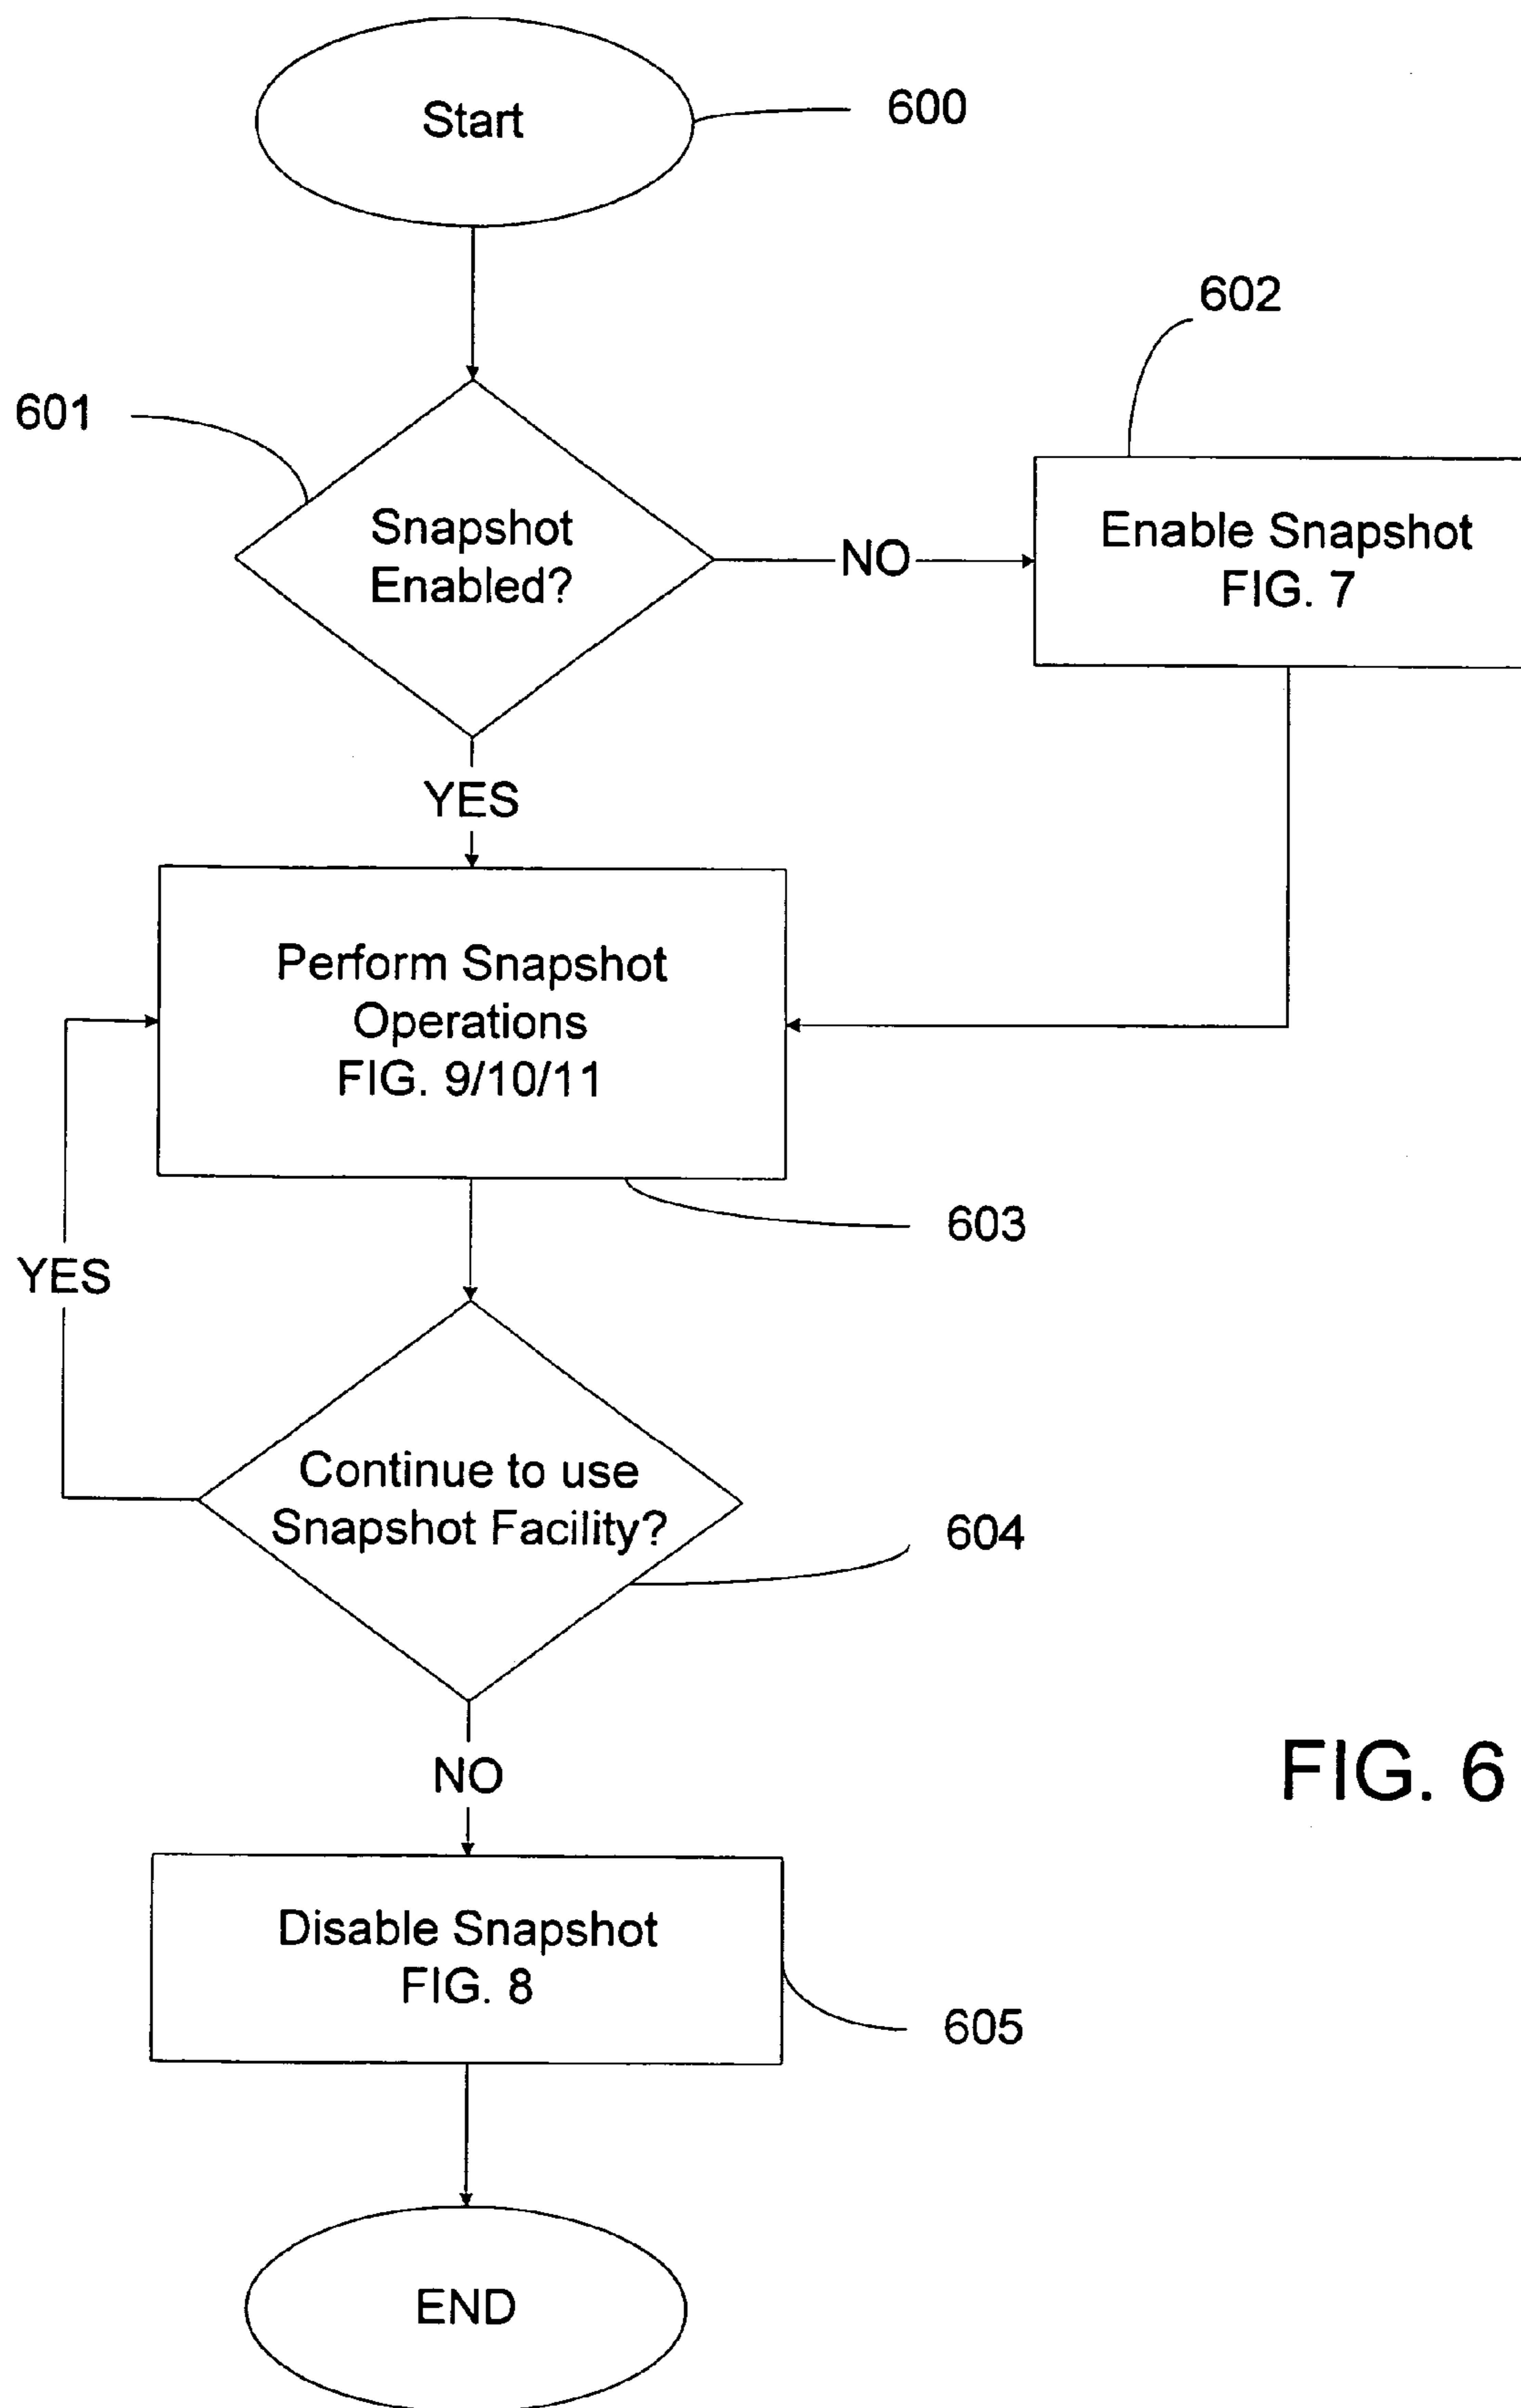 Start
600
602
601
Snapshot
Enabled?
NO
Enable Snapshot
FIG. 7
YES
Perform Snapshot
Operations
FIG. 9/10/11
603
YES
Continue to use
Snapshot Facility?
604
NO
FIG. 6
Disable Snapshot
FIG. 8
605
END